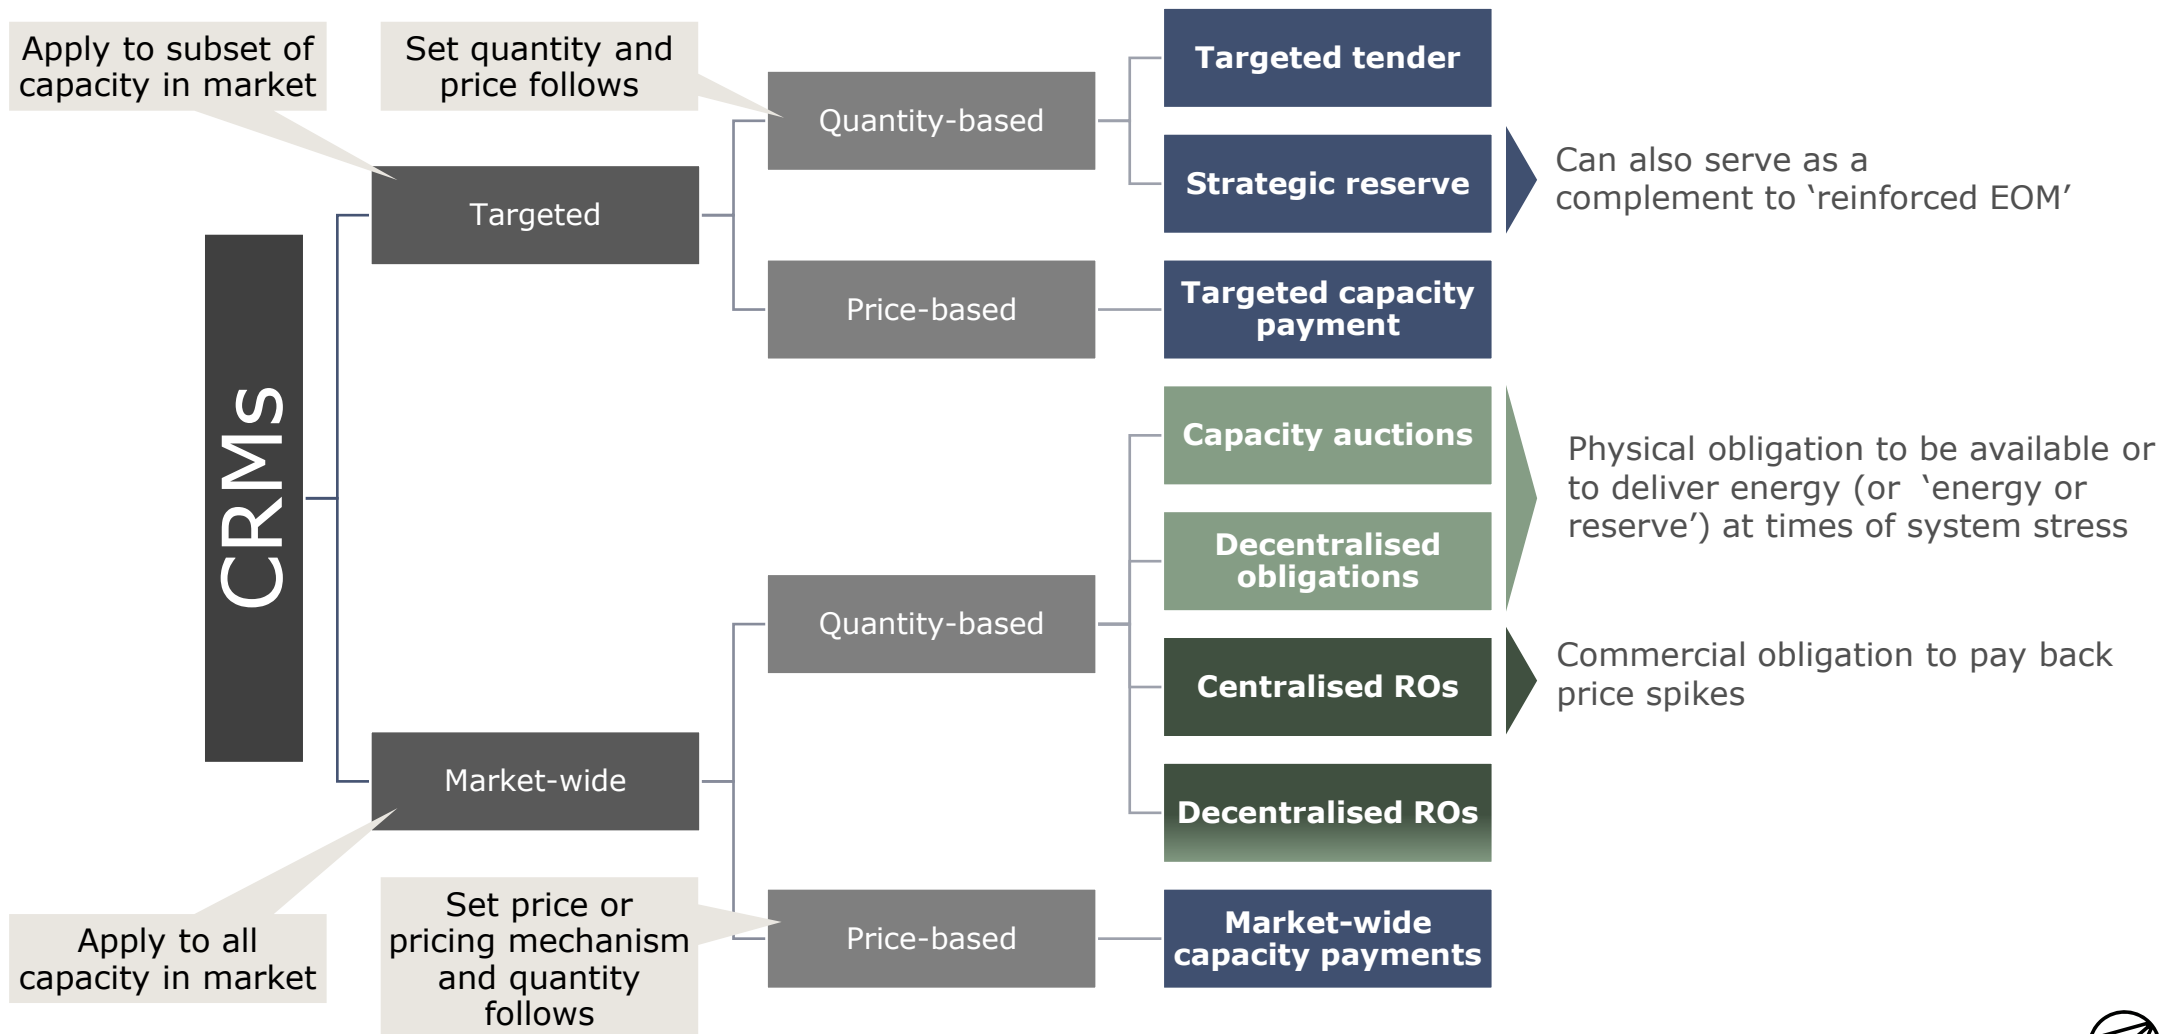 Apply to subset of
capacity in market
Set quantity and
price follows
Targeted tender
Quantity-based
Strategic reserve
Can also serve as a
complement to ‘reinforced EOM’
Targeted
Price-based
Targeted capacity
payment
CRMs
Capacity auctions
Physical obligation to be available or
to deliver energy (or ‘energy or
reserve’) at times of system stress
Decentralised
obligations
Quantity-based
Centralised ROs
Commercial obligation to pay back
price spikes
Market-wide
Decentralised ROs
Apply to all
capacity in market
Set price or
pricing mechanism
and quantity
follows
Price-based
Market-wide
capacity payments